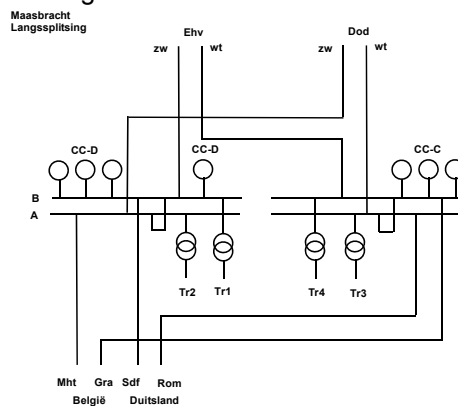 Maasbracht
Langssplitsing
Ehv
Dod
zw
wt
zw
wt
CC-D
CC-D
CC-C
B
A
Tr2
Tr1
Tr4
Tr3
Mht
Gra
Sdf
Rom
België
Duitsland